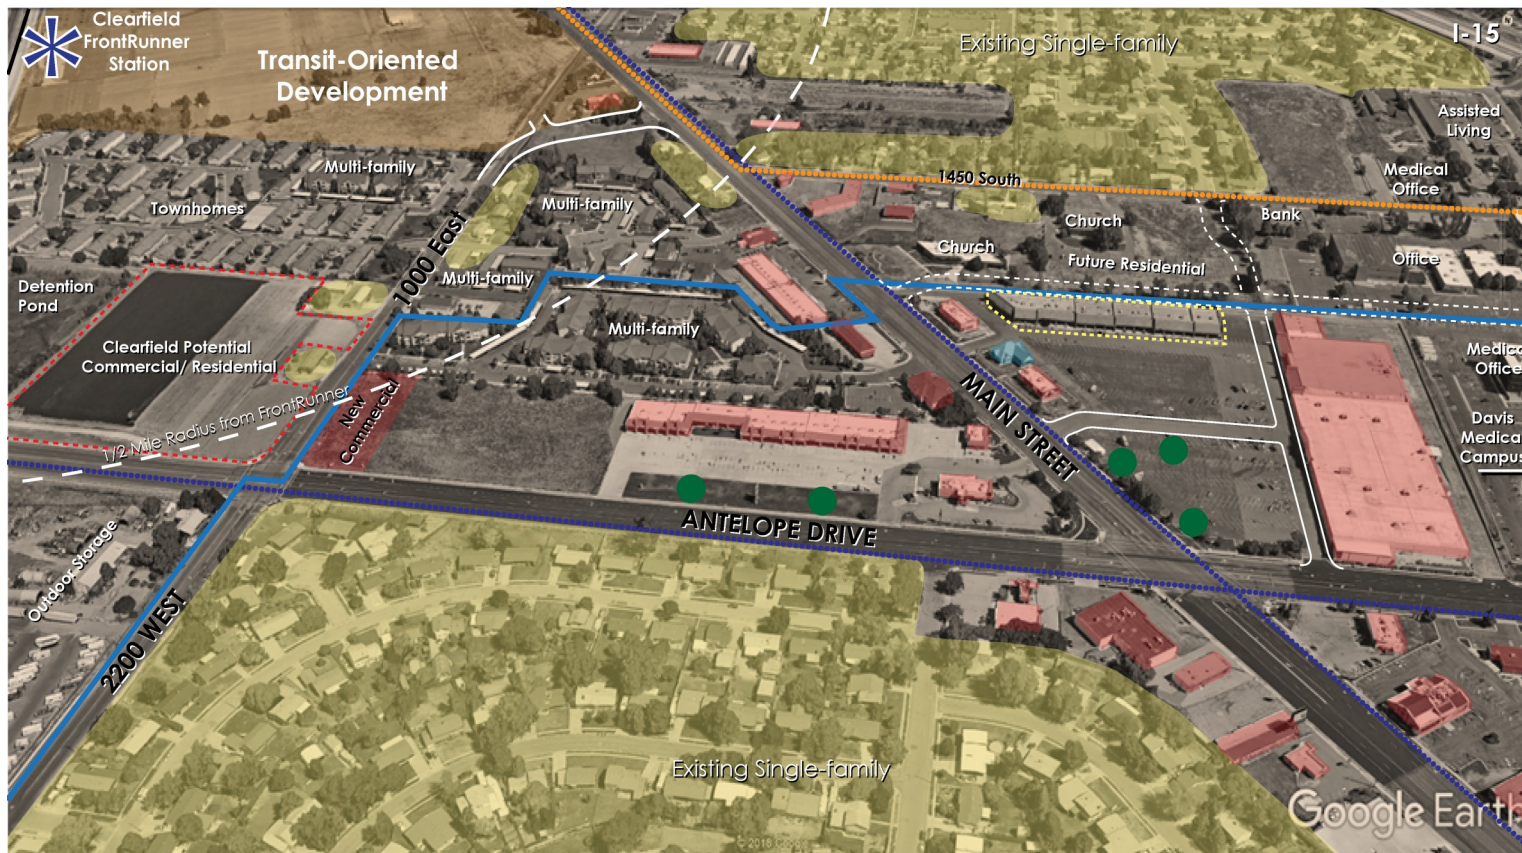 Clearfield
FrontRunner
Station
Transit-Oriented
Development
Existing Single-family
I-15
Assisted
Living
Multi-family
Medical
Office
1450 South
Townhomes
Multi-family
1000 East
Church
Bank
Church
Office
Future Residential
Multi-family
Detention
Pond
Multi-family
Clearfield Potential
Commercial/ Residential
Medica
Office
1/2 Mile Radius from FrontRunner
New
Commercial
MAIN STREET
Davis
Medical
Campus
ANTELOPE DRIVE
Outdoor Storage
2200 WEST
Existing Single-family
Google Earth
© 2018 Google